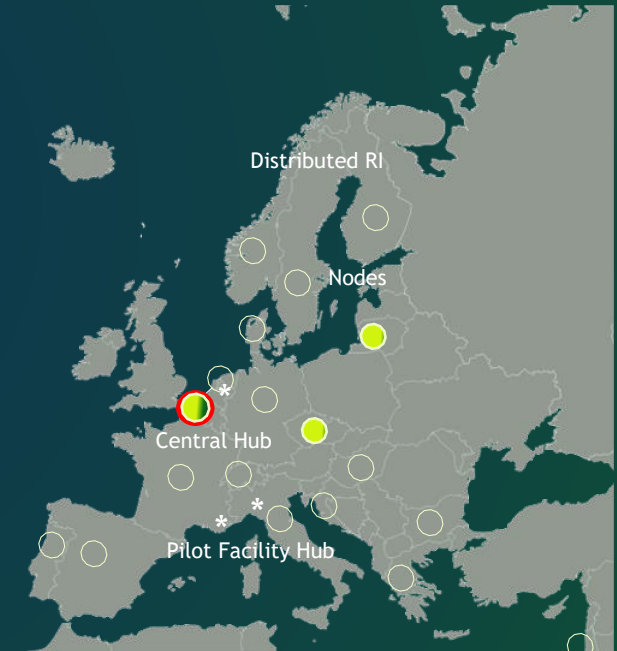 Distributed RI
Nodes
*
Central Hub
*
*
Pilot Facility Hub